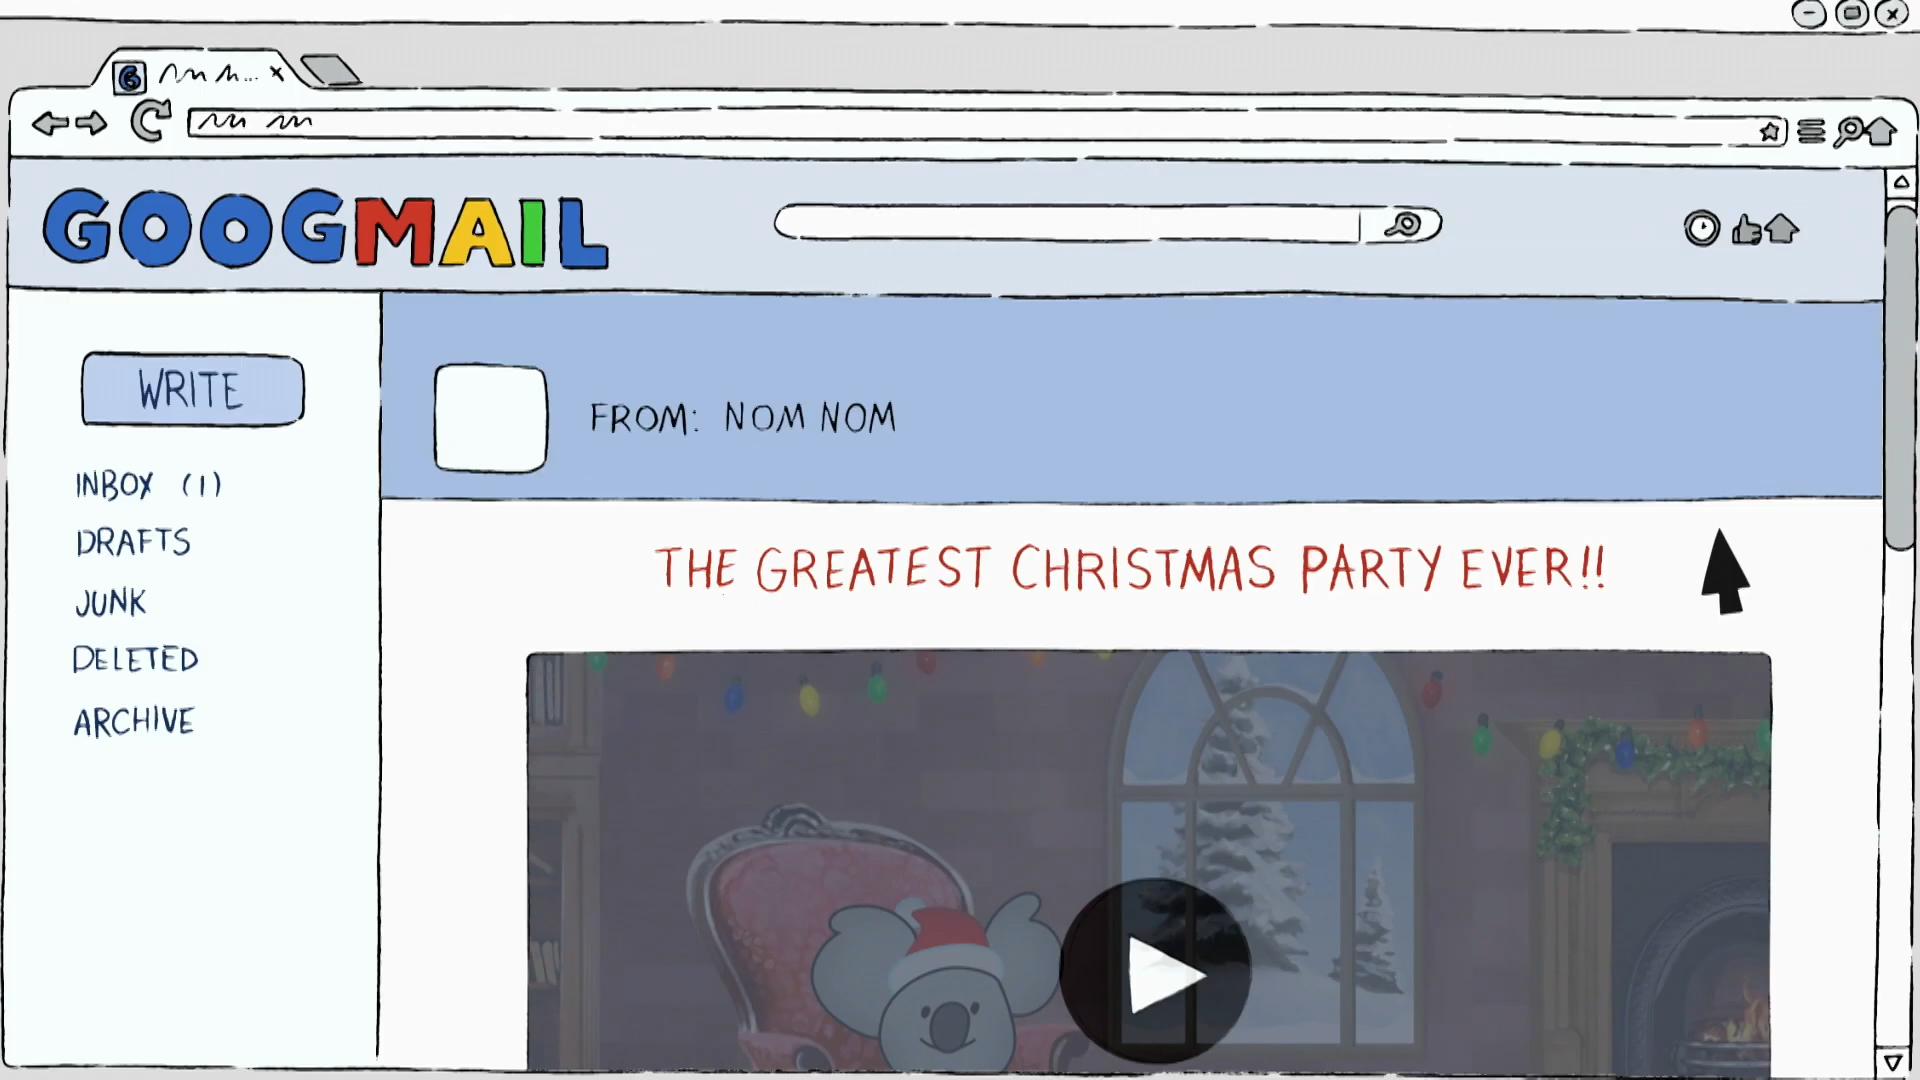 GOOGMAIL
WRITE
INBOX (1)
DRAFTS
JUNK
DELETED
ARCHIVE
FROM: NOM NOM
THE GREATEST CHRISTMAS PARTY EVER!!